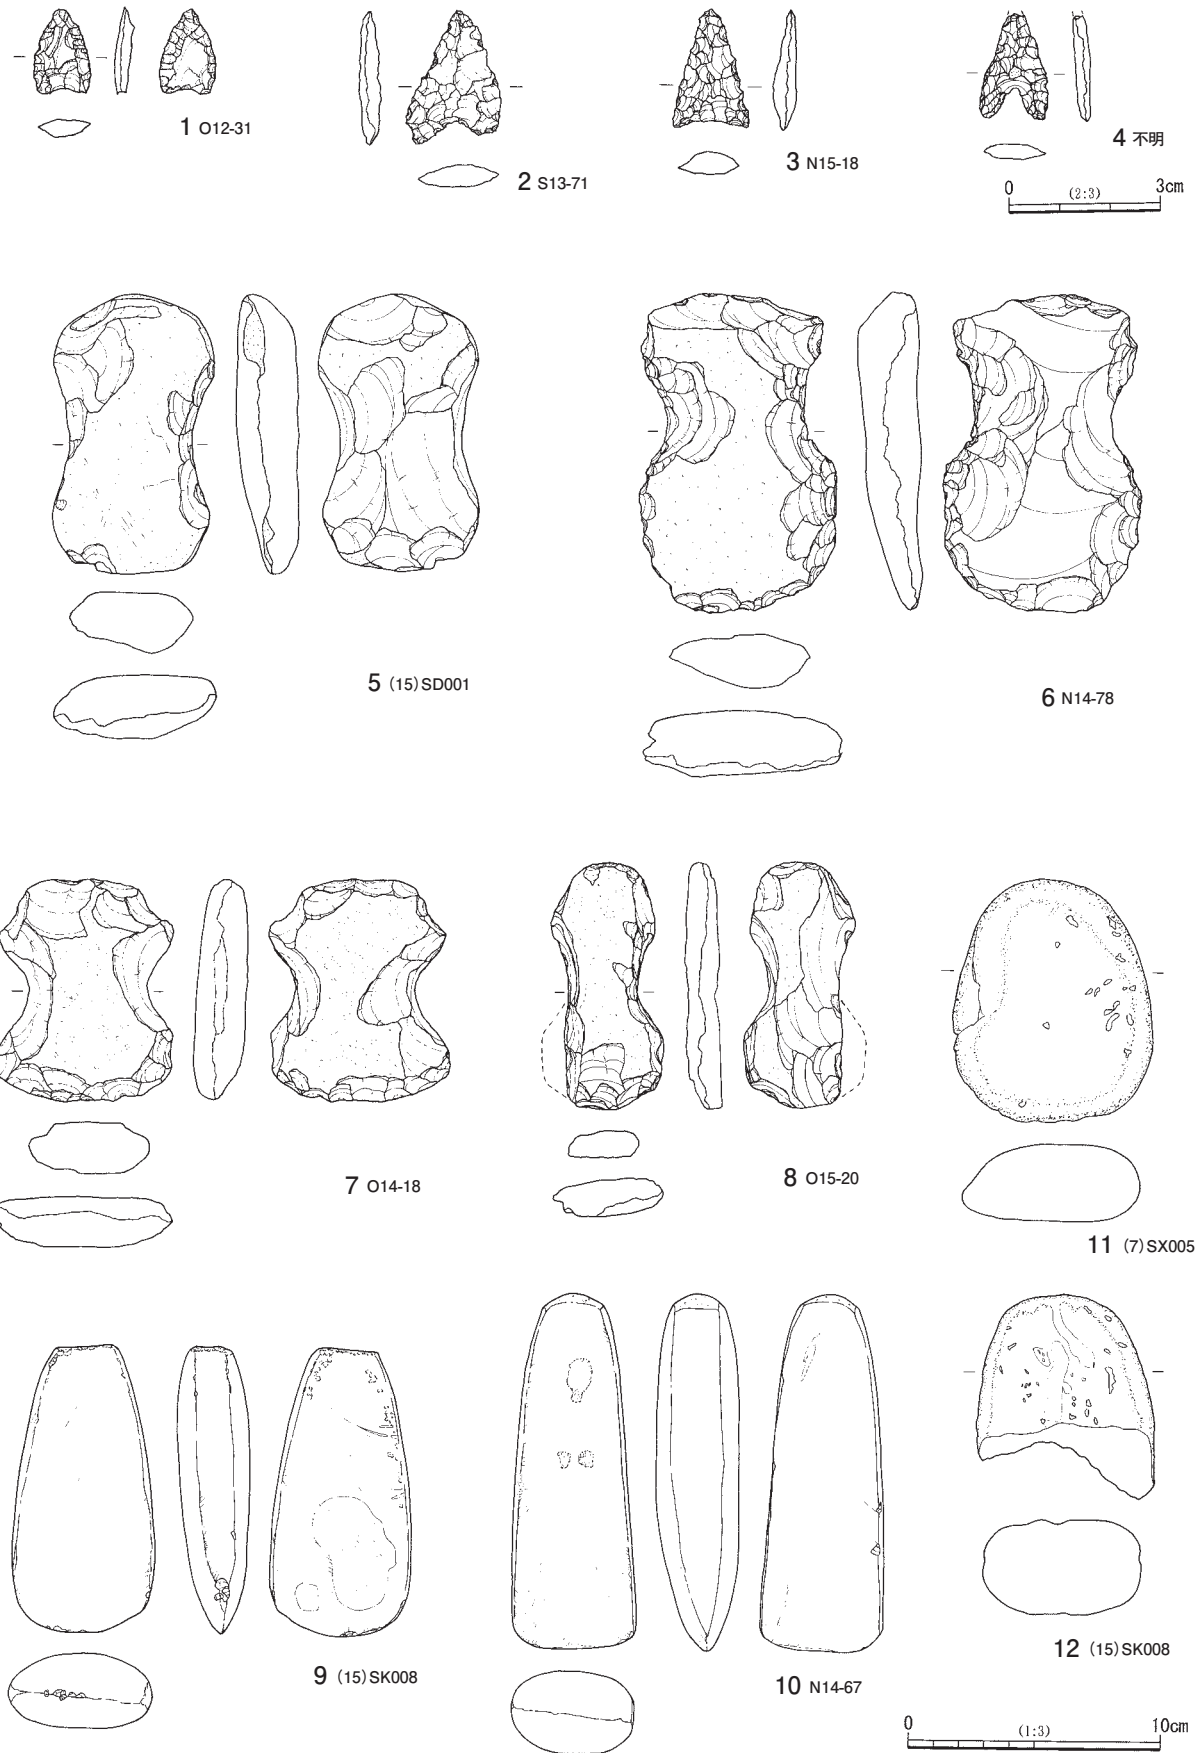 1 O12-31
2 S13-71
3 N15-18
4 不明
0 (2:3) 3cm
5 (15)SD001
6 N14-78
7 O14-18
8 O15-20
11 (7)SX005
9 (15)SK008
10 N14-67
12 (15)SK008
0 (1:3) 10cm